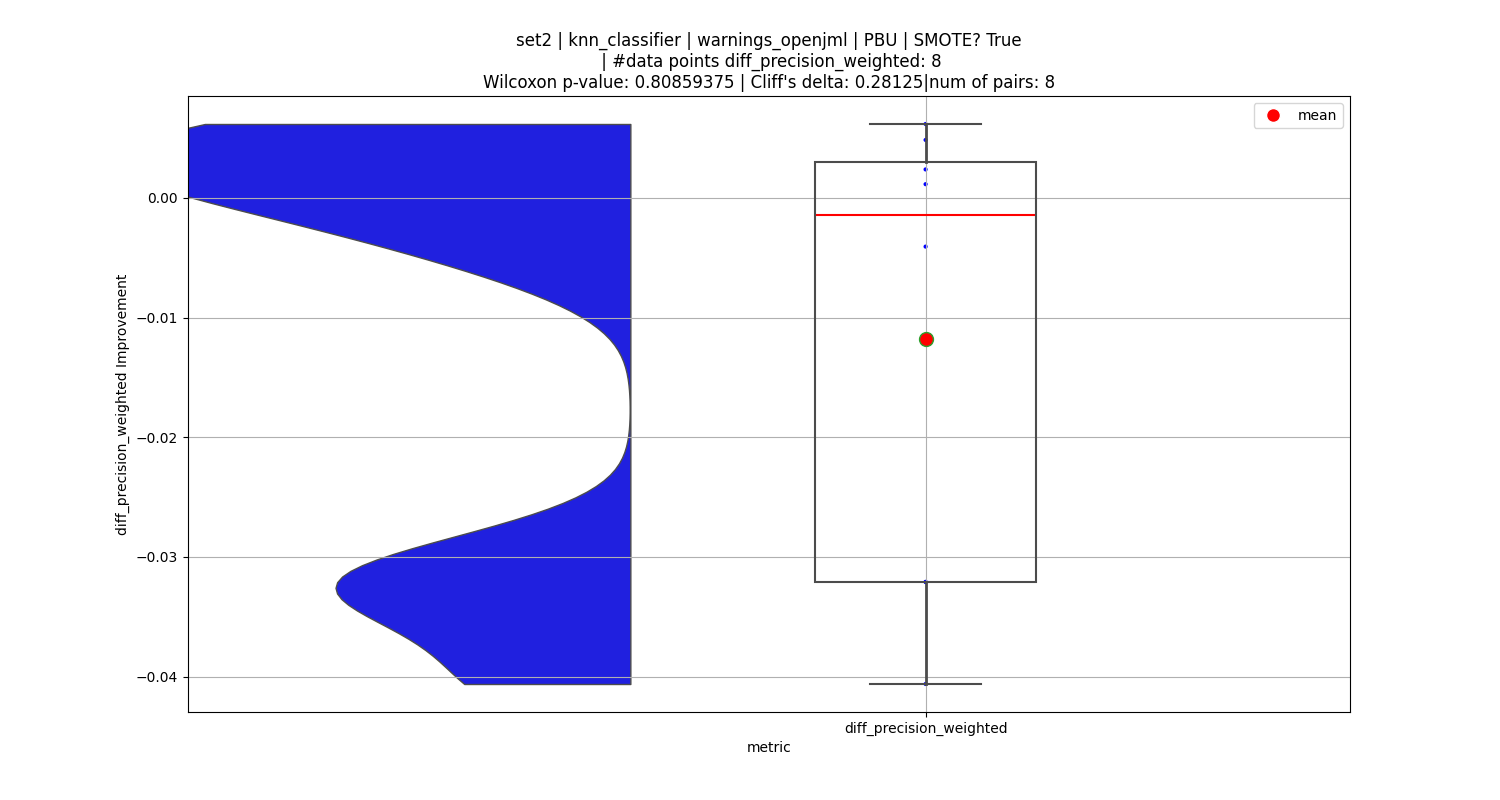 set2 | knn_classifier | warnings_openjml | PBU | SMOTE? True
| #data points diff_precision_weighted: 8
Wilcoxon p-value: 0.80859375 | Cliff's delta: 0.28125|num of pairs: 8
mean
0.00
−0.01
−0.02
−0.03
−0.04
diff_precision_weighted Improvement
diff_precision_weighted
metric